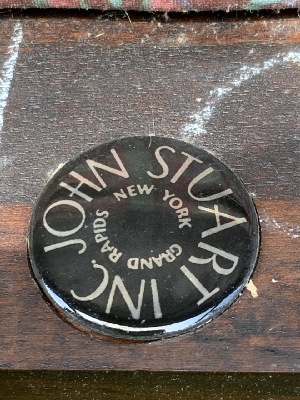 JOHN STUART INC.
NEW YORK
GRAND RAPIDS